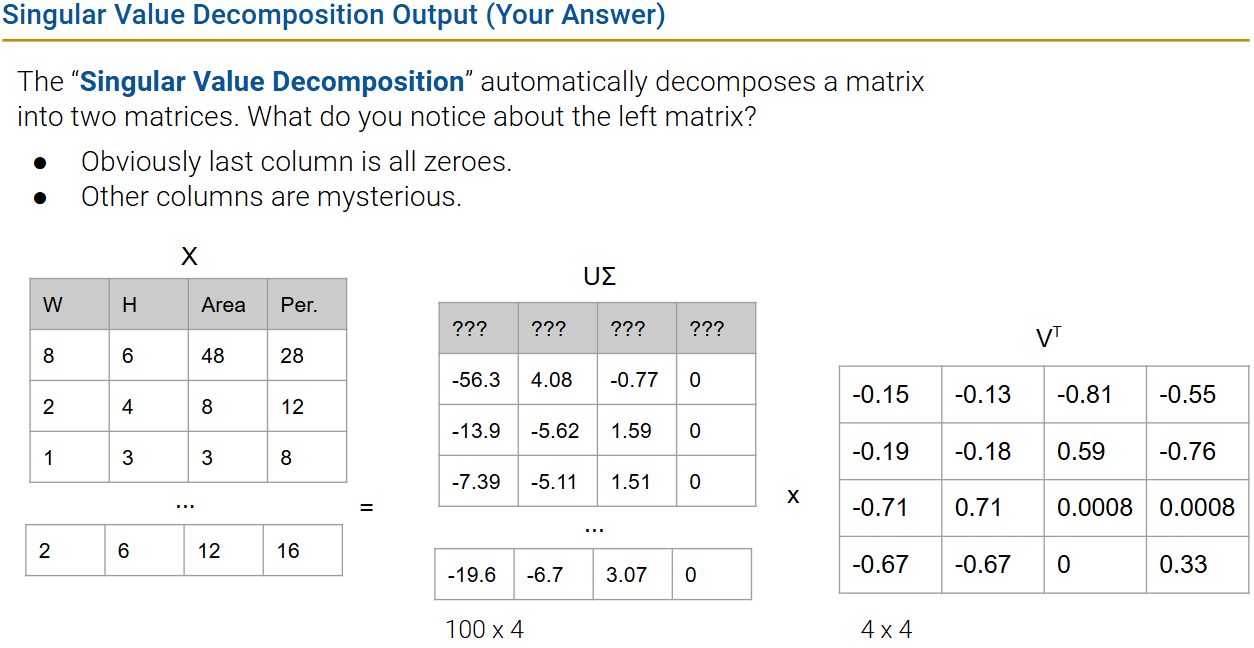 Singular Value Decomposition Output (Your Answer)
The “Singular Value Decomposition” automatically decomposes a matrix
into two matrices. What do you notice about the left matrix?
● Obviously last column is all zeroes.
● Other columns are mysterious.
X
W H Area Per.
8 6 48 28
2 4 8 12
1 3 3 8
...
2 6 12 16
=
UΣ
??? ??? ??? ???
-56.3 4.08 -0.77 0
-13.9 -5.62 1.59 0
-7.39 -5.11 1.51 0
...
-19.6 -6.7 3.07 0
100 x 4
x
Vᵀ
-0.15 -0.13 -0.81 -0.55
-0.19 -0.18 0.59 -0.76
-0.71 0.71 0.0008 0.0008
-0.67 -0.67 0 0.33
4 x 4